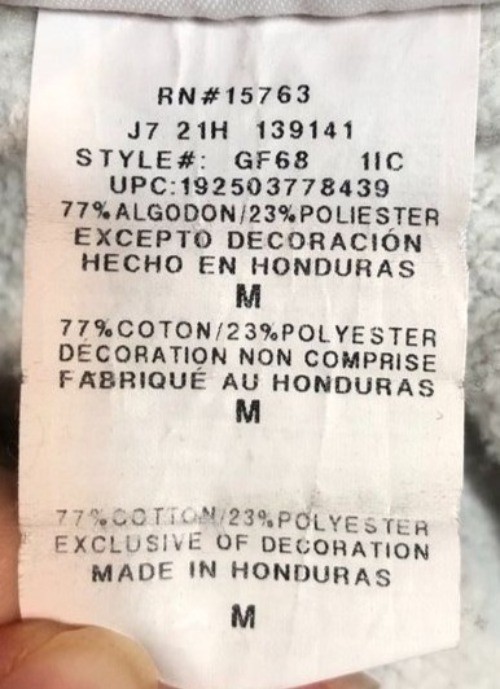 RN#15763
J7 21H 139141
STYLE#: GF68 1IC
UPC:192503778439
77%ALGODON/23%POLIESTER
EXCEPTO DECORACIÓN
HECHO EN HONDURAS
M
77%COTON/23%POLYESTER
DÉCORATION NON COMPRISE
FABRIQUÉ AU HONDURAS
M
77%COTTON/23%POLYESTER
EXCLUSIVE OF DECORATION
MADE IN HONDURAS
M